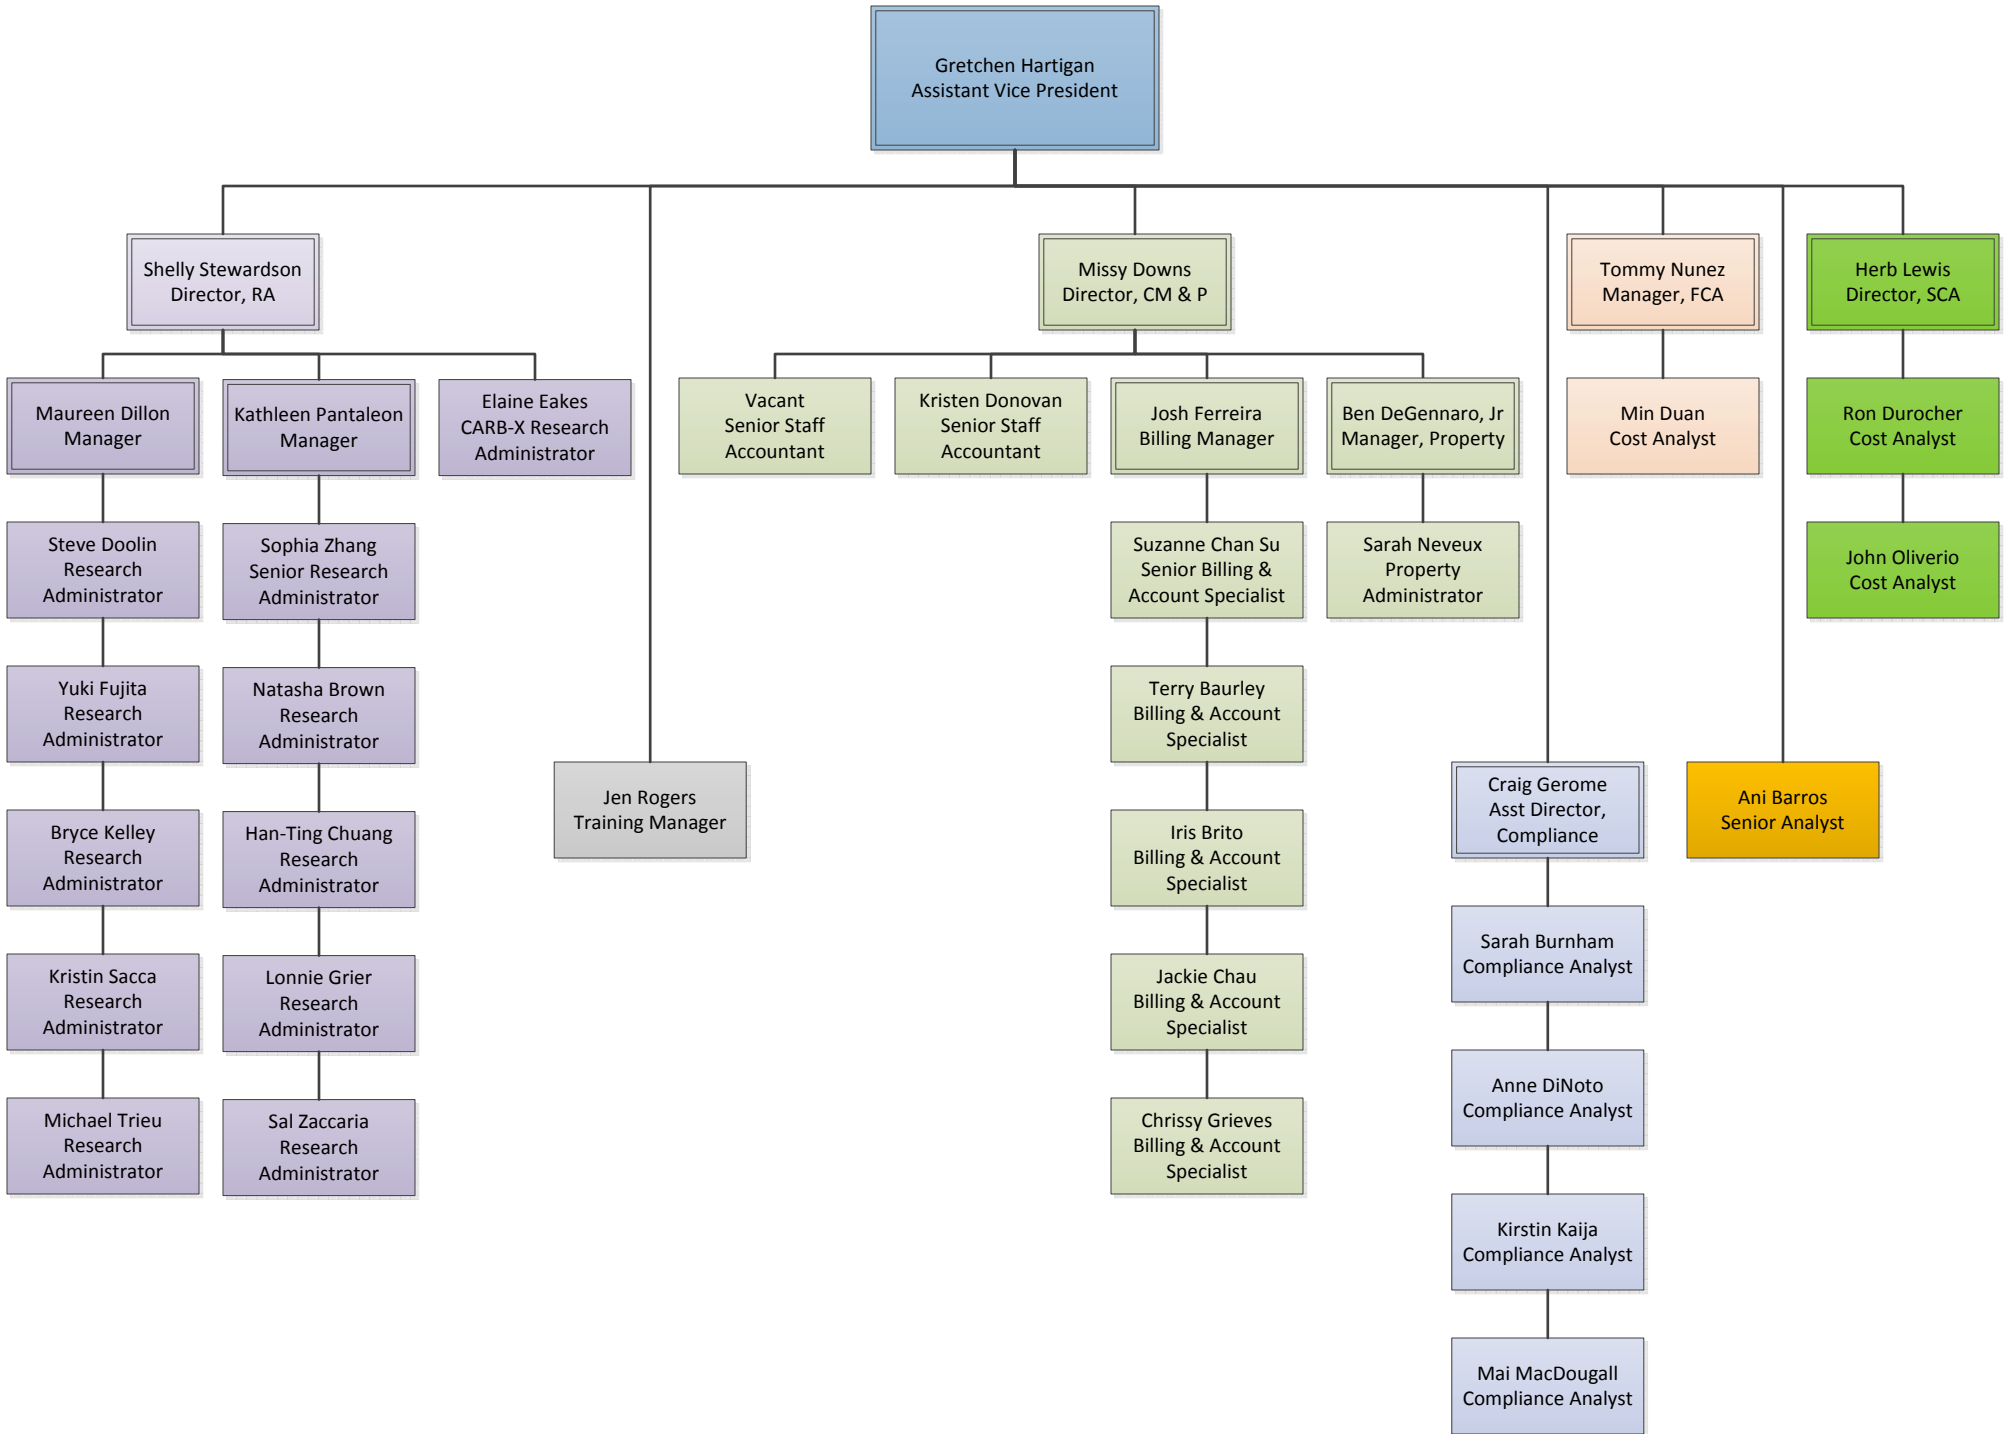 Gretchen Hartigan
Assistant Vice President
Shelly Stewardson
Director, RA
Missy Downs
Director, CM & P
Tommy Nunez
Manager, FCA
Herb Lewis
Director, SCA
Maureen Dillon
Manager
Kathleen Pantaleon
Manager
Elaine Eakes
CARB-X Research
Administrator
Vacant
Senior Staff
Accountant
Kristen Donovan
Senior Staff
Accountant
Josh Ferreira
Billing Manager
Ben DeGennaro, Jr
Manager, Property
Min Duan
Cost Analyst
Ron Durocher
Cost Analyst
Steve Doolin
Research
Administrator
Sophia Zhang
Senior Research
Administrator
Suzanne Chan Su
Senior Billing &
Account Specialist
Sarah Neveux
Property
Administrator
John Oliverio
Cost Analyst
Yuki Fujita
Research
Administrator
Natasha Brown
Research
Administrator
Terry Baurley
Billing & Account
Specialist
Jen Rogers
Training Manager
Craig Gerome
Asst Director,
Compliance
Ani Barros
Senior Analyst
Bryce Kelley
Research
Administrator
Han-Ting Chuang
Research
Administrator
Iris Brito
Billing & Account
Specialist
Sarah Burnham
Compliance Analyst
Kristin Sacca
Research
Administrator
Lonnie Grier
Research
Administrator
Jackie Chau
Billing & Account
Specialist
Anne DiNoto
Compliance Analyst
Michael Trieu
Research
Administrator
Sal Zaccaria
Research
Administrator
Chrissy Grieves
Billing & Account
Specialist
Kirstin Kaija
Compliance Analyst
Mai MacDougall
Compliance Analyst